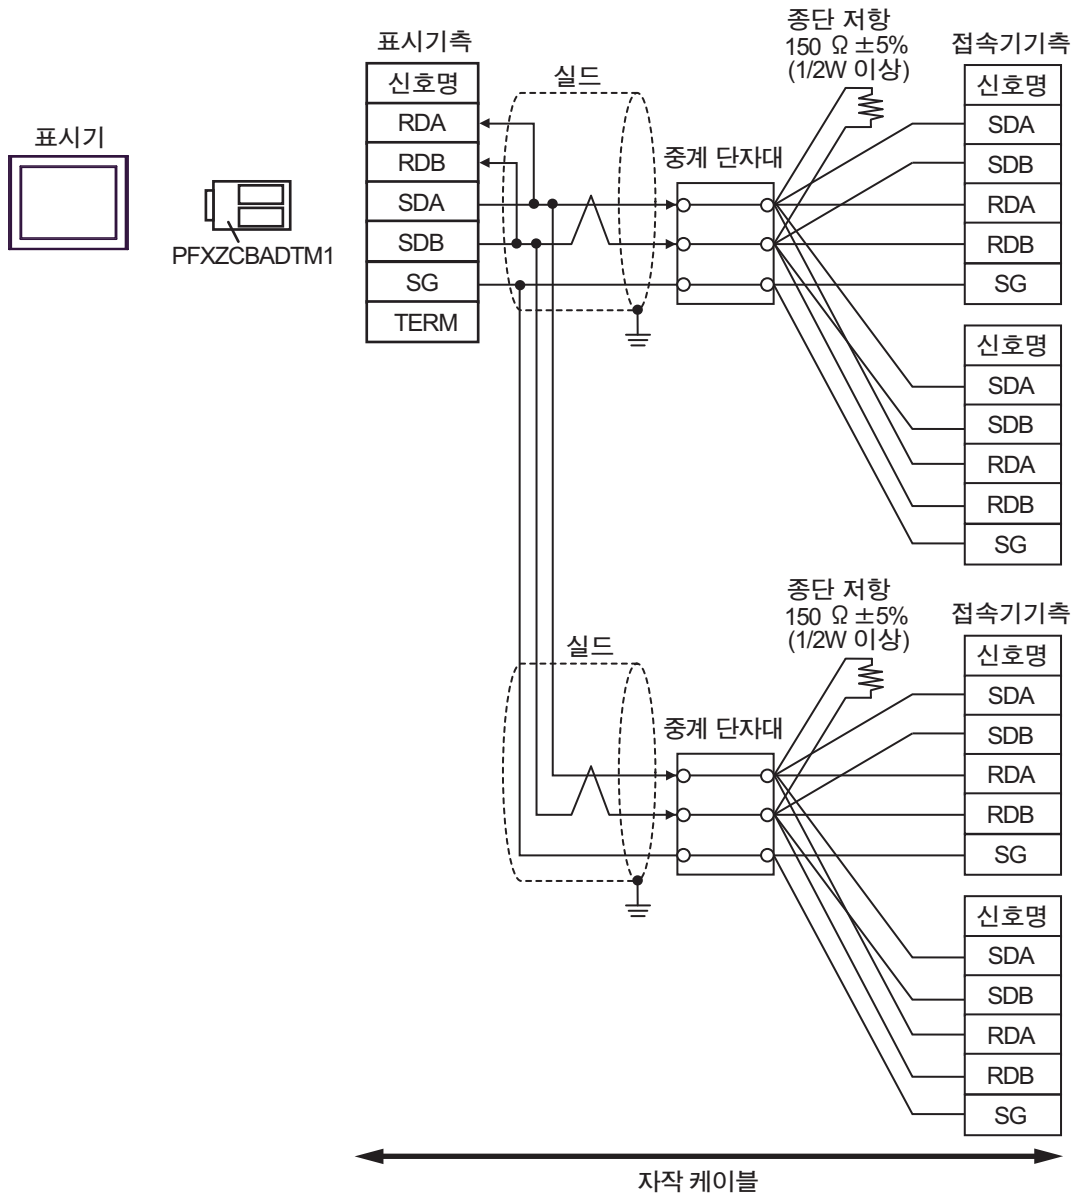 표시기
PFXZCBADTM1
표시기측
신호명
RDA
RDB
SDA
SDB
SG
TERM
실드
중계 단자대
종단 저항
150 Ω ±5%
(1/2W 이상)
접속기기측
신호명
SDA
SDB
RDA
RDB
SG
신호명
SDA
SDB
RDA
RDB
SG
실드
중계 단자대
종단 저항
150 Ω ±5%
(1/2W 이상)
접속기기측
신호명
SDA
SDB
RDA
RDB
SG
신호명
SDA
SDB
RDA
RDB
SG
자작 케이블